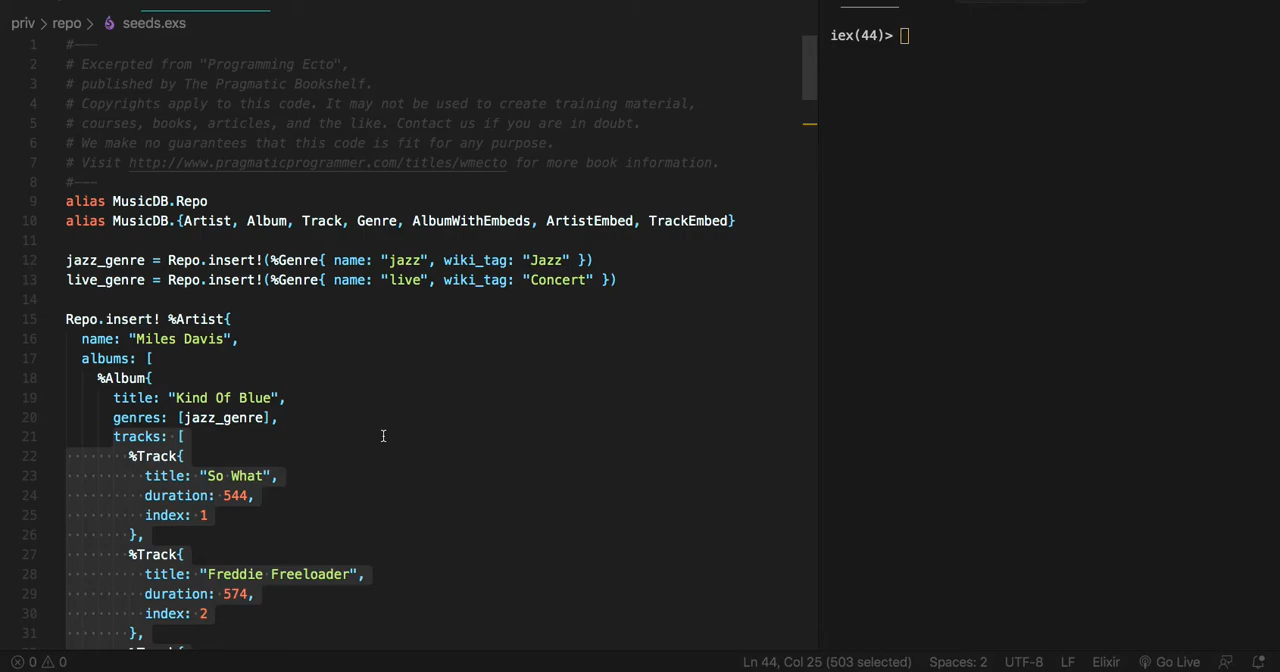 priv > repo > seeds.exs
1 #---
2 # Excerpted from "Programming Ecto",
3 # published by The Pragmatic Bookshelf.
4 # Copyrights apply to this code. It may not be used to create training material,
5 # courses, books, articles, and the like. Contact us if you are in doubt.
6 # We make no guarantees that this code is fit for any purpose.
7 # Visit http://www.pragmaticprogrammer.com/titles/wmecto for more book information.
8 #---
9 alias MusicDB.Repo
10 alias MusicDB.{Artist, Album, Track, Genre, AlbumWithEmbeds, ArtistEmbed, TrackEmbed}
11
12 jazz_genre = Repo.insert!(%Genre{ name: "jazz", wiki_tag: "Jazz" })
13 live_genre = Repo.insert!(%Genre{ name: "live", wiki_tag: "Concert" })
14
15 Repo.insert! %Artist{
16 name: "Miles Davis",
17 albums: [
18 %Album{
19 title: "Kind Of Blue",
20 genres: [jazz_genre],
21 tracks: [
22 %Track{
23 title: "So What",
24 duration: 544,
25 index: 1
26 },
27 %Track{
28 title: "Freddie Freeloader",
29 duration: 574,
30 index: 2
31 },
%Track{
iex(44)>
0 0 Ln 44, Col 25 (503 selected) Spaces: 2 UTF-8 LF Elixir Go Live